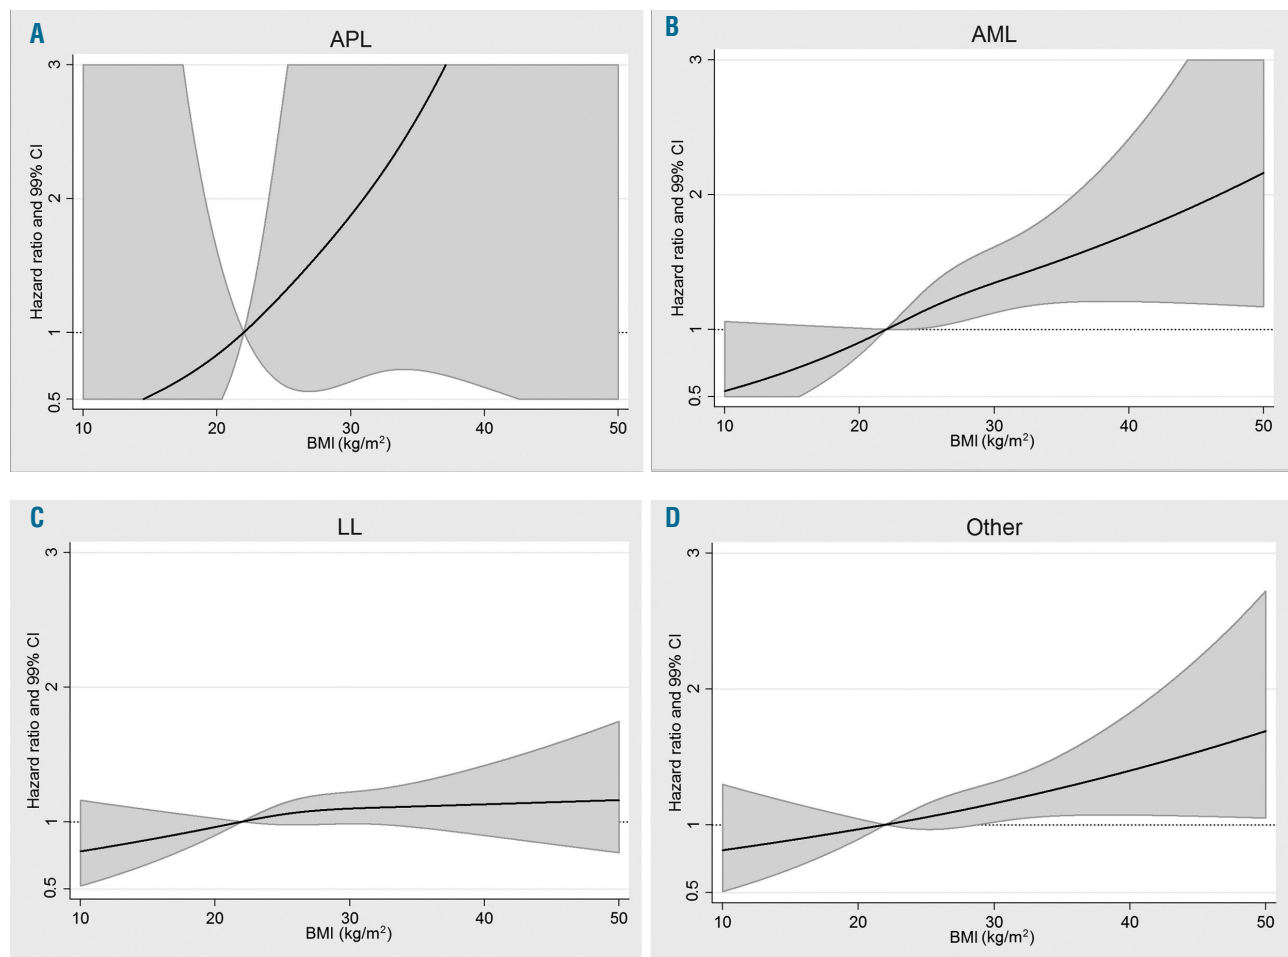 A
APL
Hazard ratio and 99% CI
3
2
1
0.5
10 20 30 40 50
BMI (kg/m²)
B
AML
Hazard ratio and 99% CI
3
2
1
0.5
10 20 30 40 50
BMI (kg/m²)
C
LL
Hazard ratio and 99% CI
3
2
1
0.5
10 20 30 40 50
BMI (kg/m²)
D
Other
Hazard ratio and 99% CI
3
2
1
0.5
10 20 30 40 50
BMI (kg/m²)